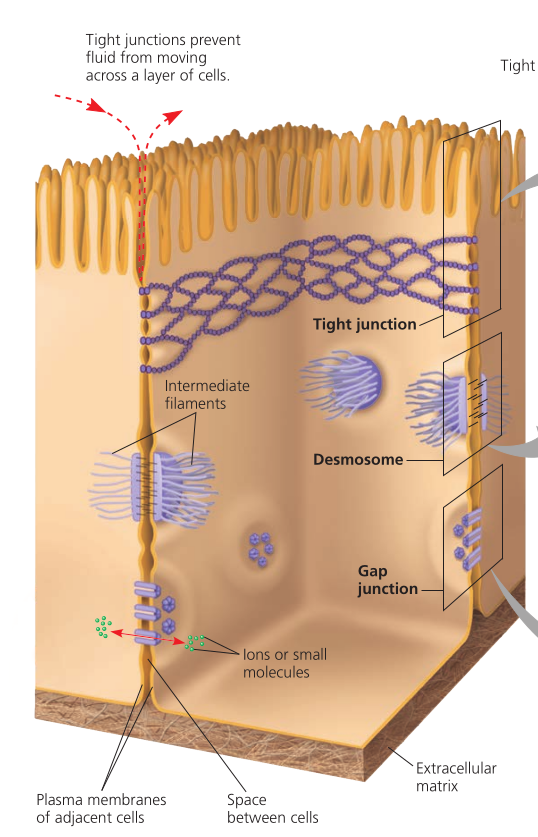 Tight junctions prevent
fluid from moving
across a layer of cells.
Tight
Tight junction
Intermediate
filaments
Desmosome
Gap
junction
Ions or small
molecules
Extracellular
matrix
Plasma membranes
of adjacent cells
Space
between cells